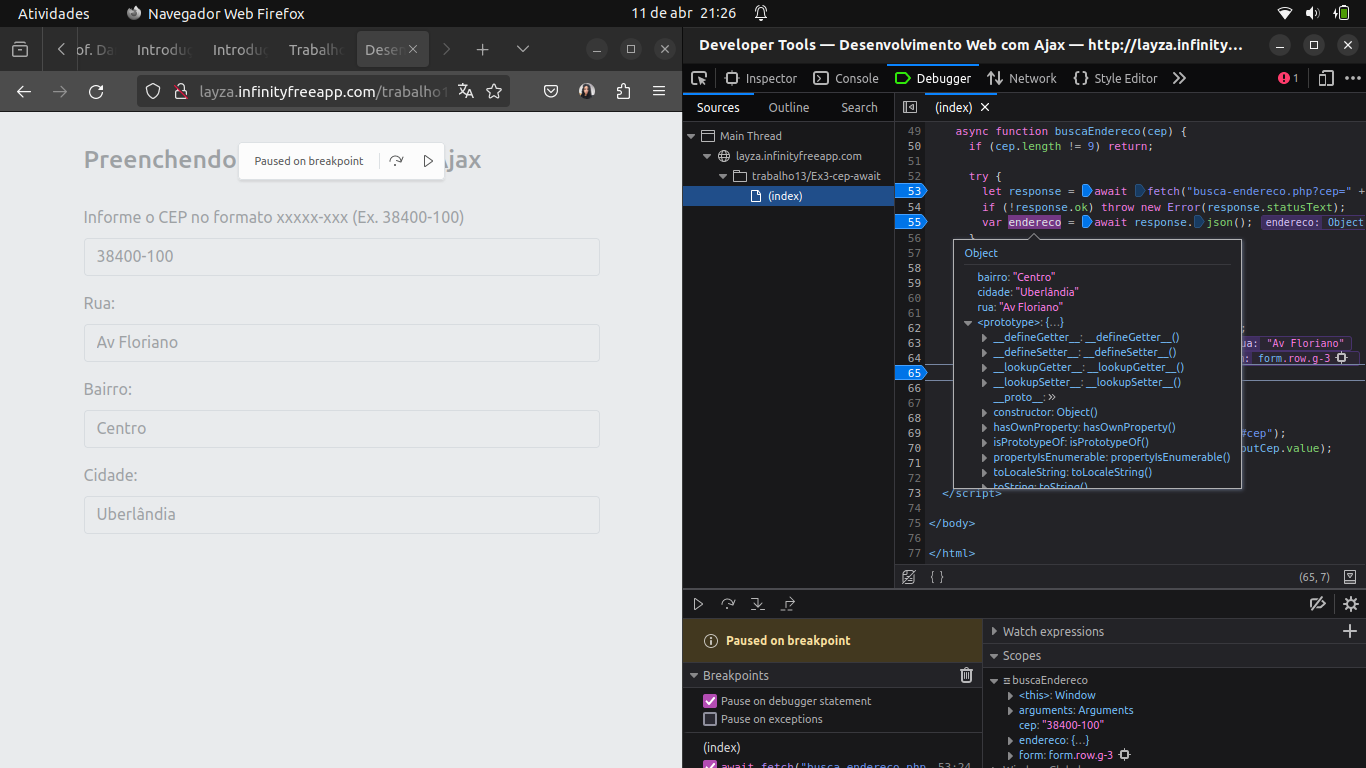 Atividades
Navegador Web Firefox
11 de abr 21:26
of. Da
Introdu
Introdu
Trabalho
Desen
layza.infinityfreeapp.com/trabalho1
Preenchendo
Ajax
Paused on breakpoint
Informe o CEP no formato xxxxx-xxx (Ex. 38400-100)
38400-100
Rua:
Av Floriano
Bairro:
Centro
Cidade:
Uberlândia
Developer Tools — Desenvolvimento Web com Ajax — http://layza.infinity…
Inspector
Console
Debugger
Network
Style Editor
1
Sources
Outline
Search
Main Thread
layza.infinityfreeapp.com
trabalho13/Ex3-cep-await
(index)
(index)
49 async function buscaEndereco(cep) {
50 if (cep.length != 9) return;
51
52 try {
53 let response = await fetch("busca-endereco.php?cep=" +
54 if (!response.ok) throw new Error(response.statusText);
55 var endereco = await response.json(); endereco: Object
56 }
57
58
59
60
61
62 ;
63 ua: "Av Floriano"
64 m: form.row.g-3
65
66
67
68
69 #cep");
70 outCep.value);
71
72
73 </script>
74
75 </body>
76
77 </html>
Object
bairro: "Centro"
cidade: "Uberlândia"
rua: "Av Floriano"
<prototype>: {…}
__defineGetter__: __defineGetter__()
__defineSetter__: __defineSetter__()
__lookupGetter__: __lookupGetter__()
__lookupSetter__: __lookupSetter__()
__proto__: »
constructor: Object()
hasOwnProperty: hasOwnProperty()
isPrototypeOf: isPrototypeOf()
propertyIsEnumerable: propertyIsEnumerable()
toLocaleString: toLocaleString()
toString: toString()
{ }
(65, 7)
Paused on breakpoint
Breakpoints
Pause on debugger statement
Pause on exceptions
(index)
await fetch("busca-endereco.php 53:24
Watch expressions
Scopes
buscaEndereco
<this>: Window
arguments: Arguments
cep: "38400-100"
endereco: {…}
form: form.row.g-3